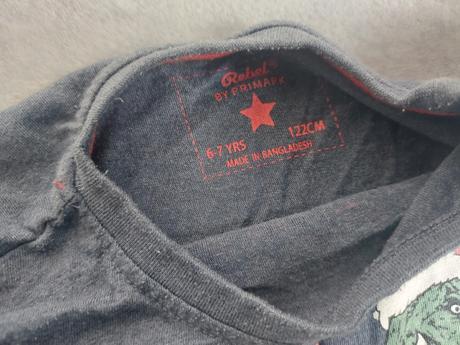 Rebel
BY PRIMARK
6-7 YRS 122CM
MADE IN BANGLADESH